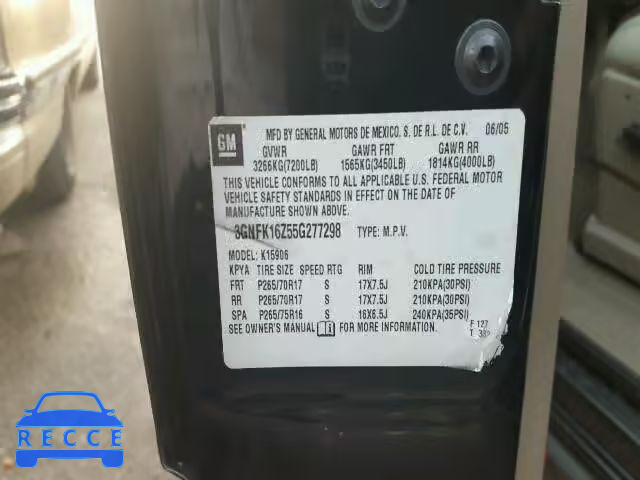 GM
MFD BY GENERAL MOTORS DE MEXICO, S. DE R.L. DE C.V. 06/05
GVWR GAWR FRT GAWR RR
3266KG(7200LB) 1565KG(3450LB) 1814KG(4000LB)
THIS VEHICLE CONFORMS TO ALL APPLICABLE U.S. FEDERAL MOTOR
VEHICLE SAFETY STANDARDS IN EFFECT ON THE DATE OF
MANUFACTURE SHOWN ABOVE.
3GNFK16Z55G277298 TYPE: M.P.V.
MODEL: K15906
KPYA TIRE SIZE SPEED RTG RIM COLD TIRE PRESSURE
FRT P265/70R17 S 17X7.5J 210KPA(30PSI)
RR P265/70R17 S 17X7.5J 210KPA(30PSI)
SPA P265/75R16 S 16X6.5J 240KPA(35PSI)
SEE OWNER'S MANUAL FOR MORE INFORMATION.
F 127
T
RECCE